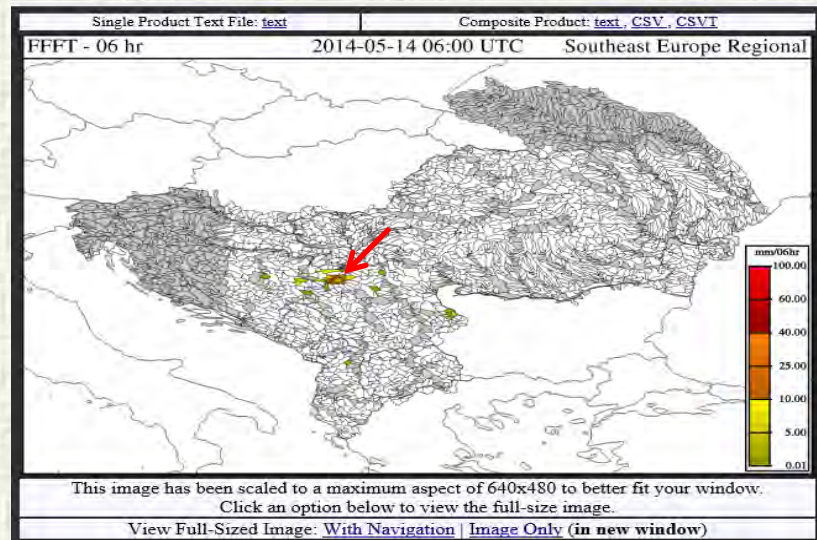 Single Product Text File: text
Composite Product: text , CSV , CSVT
FFFT - 06 hr
2014-05-14 06:00 UTC
Southeast Europe Regional
mm/06hr
100.00
60.00
40.00
25.00
10.00
5.00
0.01
This image has been scaled to a maximum aspect of 640x480 to better fit your window.
Click an option below to view the full-size image.
View Full-Sized Image: With Navigation | Image Only (in new window)